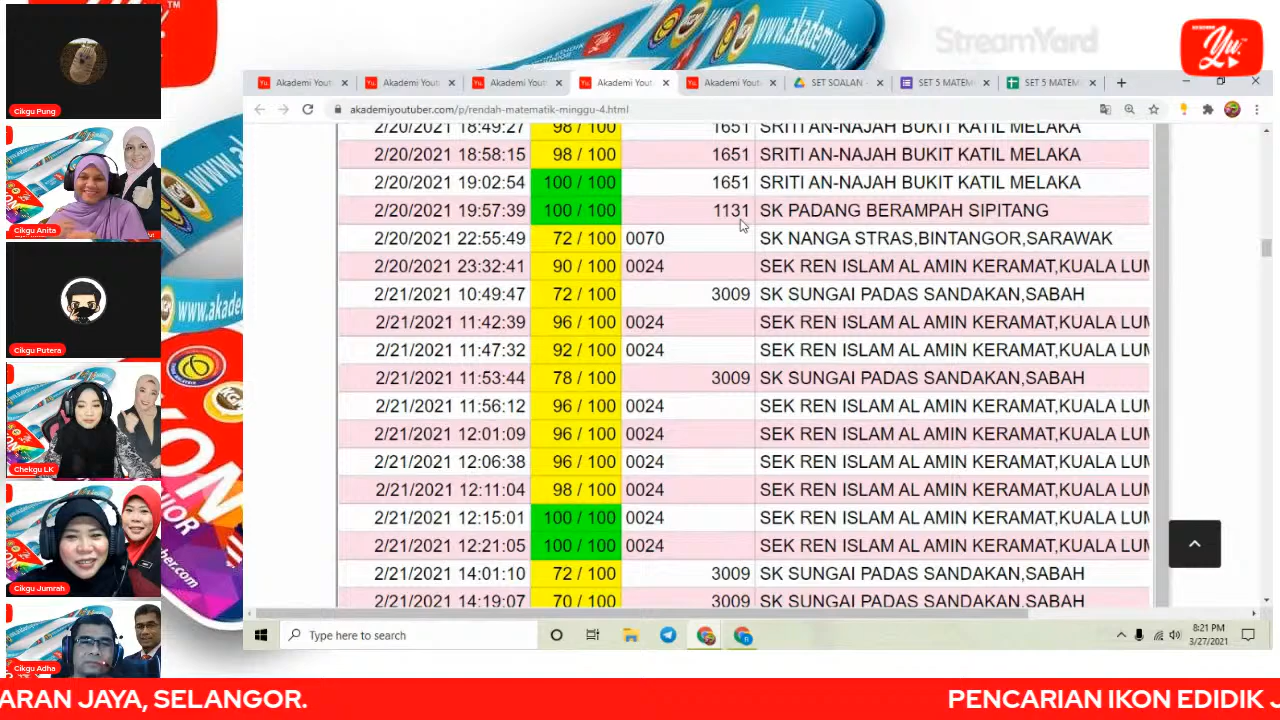 StreamYard
Cikgu Pung
Cikgu Anita
Cikgu Putera
Chekgu LK
Cikgu Jumrah
Cikgu Adha
Akademi Yout
Akademi Yout
Akademi Yout
Akademi Yout
Akademi Yout
SET SOALAN
SET 5 MATEM
SET 5 MATEM
akademiyoutuber.com/p/rendah-matematik-minggu-4.html
2/20/2021 18:49:27 98 / 100 1651 SRITI AN-NAJAH BUKIT KATIL MELAKA
2/20/2021 18:58:15 98 / 100 1651 SRITI AN-NAJAH BUKIT KATIL MELAKA
2/20/2021 19:02:54 100 / 100 1651 SRITI AN-NAJAH BUKIT KATIL MELAKA
2/20/2021 19:57:39 100 / 100 1131 SK PADANG BERAMPAH SIPITANG
2/20/2021 22:55:49 72 / 100 0070 SK NANGA STRAS,BINTANGOR,SARAWAK
2/20/2021 23:32:41 90 / 100 0024 SEK REN ISLAM AL AMIN KERAMAT,KUALA LUM
2/21/2021 10:49:47 72 / 100 3009 SK SUNGAI PADAS SANDAKAN,SABAH
2/21/2021 11:42:39 96 / 100 0024 SEK REN ISLAM AL AMIN KERAMAT,KUALA LUM
2/21/2021 11:47:32 92 / 100 0024 SEK REN ISLAM AL AMIN KERAMAT,KUALA LUM
2/21/2021 11:53:44 78 / 100 3009 SK SUNGAI PADAS SANDAKAN,SABAH
2/21/2021 11:56:12 96 / 100 0024 SEK REN ISLAM AL AMIN KERAMAT,KUALA LUM
2/21/2021 12:01:09 96 / 100 0024 SEK REN ISLAM AL AMIN KERAMAT,KUALA LUM
2/21/2021 12:06:38 96 / 100 0024 SEK REN ISLAM AL AMIN KERAMAT,KUALA LUM
2/21/2021 12:11:04 98 / 100 0024 SEK REN ISLAM AL AMIN KERAMAT,KUALA LUM
2/21/2021 12:15:01 100 / 100 0024 SEK REN ISLAM AL AMIN KERAMAT,KUALA LUM
2/21/2021 12:21:05 100 / 100 0024 SEK REN ISLAM AL AMIN KERAMAT,KUALA LUM
2/21/2021 14:01:10 72 / 100 3009 SK SUNGAI PADAS SANDAKAN,SABAH
2/21/2021 14:19:07 70 / 100 3009 SK SUNGAI PADAS SANDAKAN,SABAH
Type here to search
8:21 PM
3/27/2021
ARAN JAYA, SELANGOR.
PENCARIAN IKON EDIDIK J